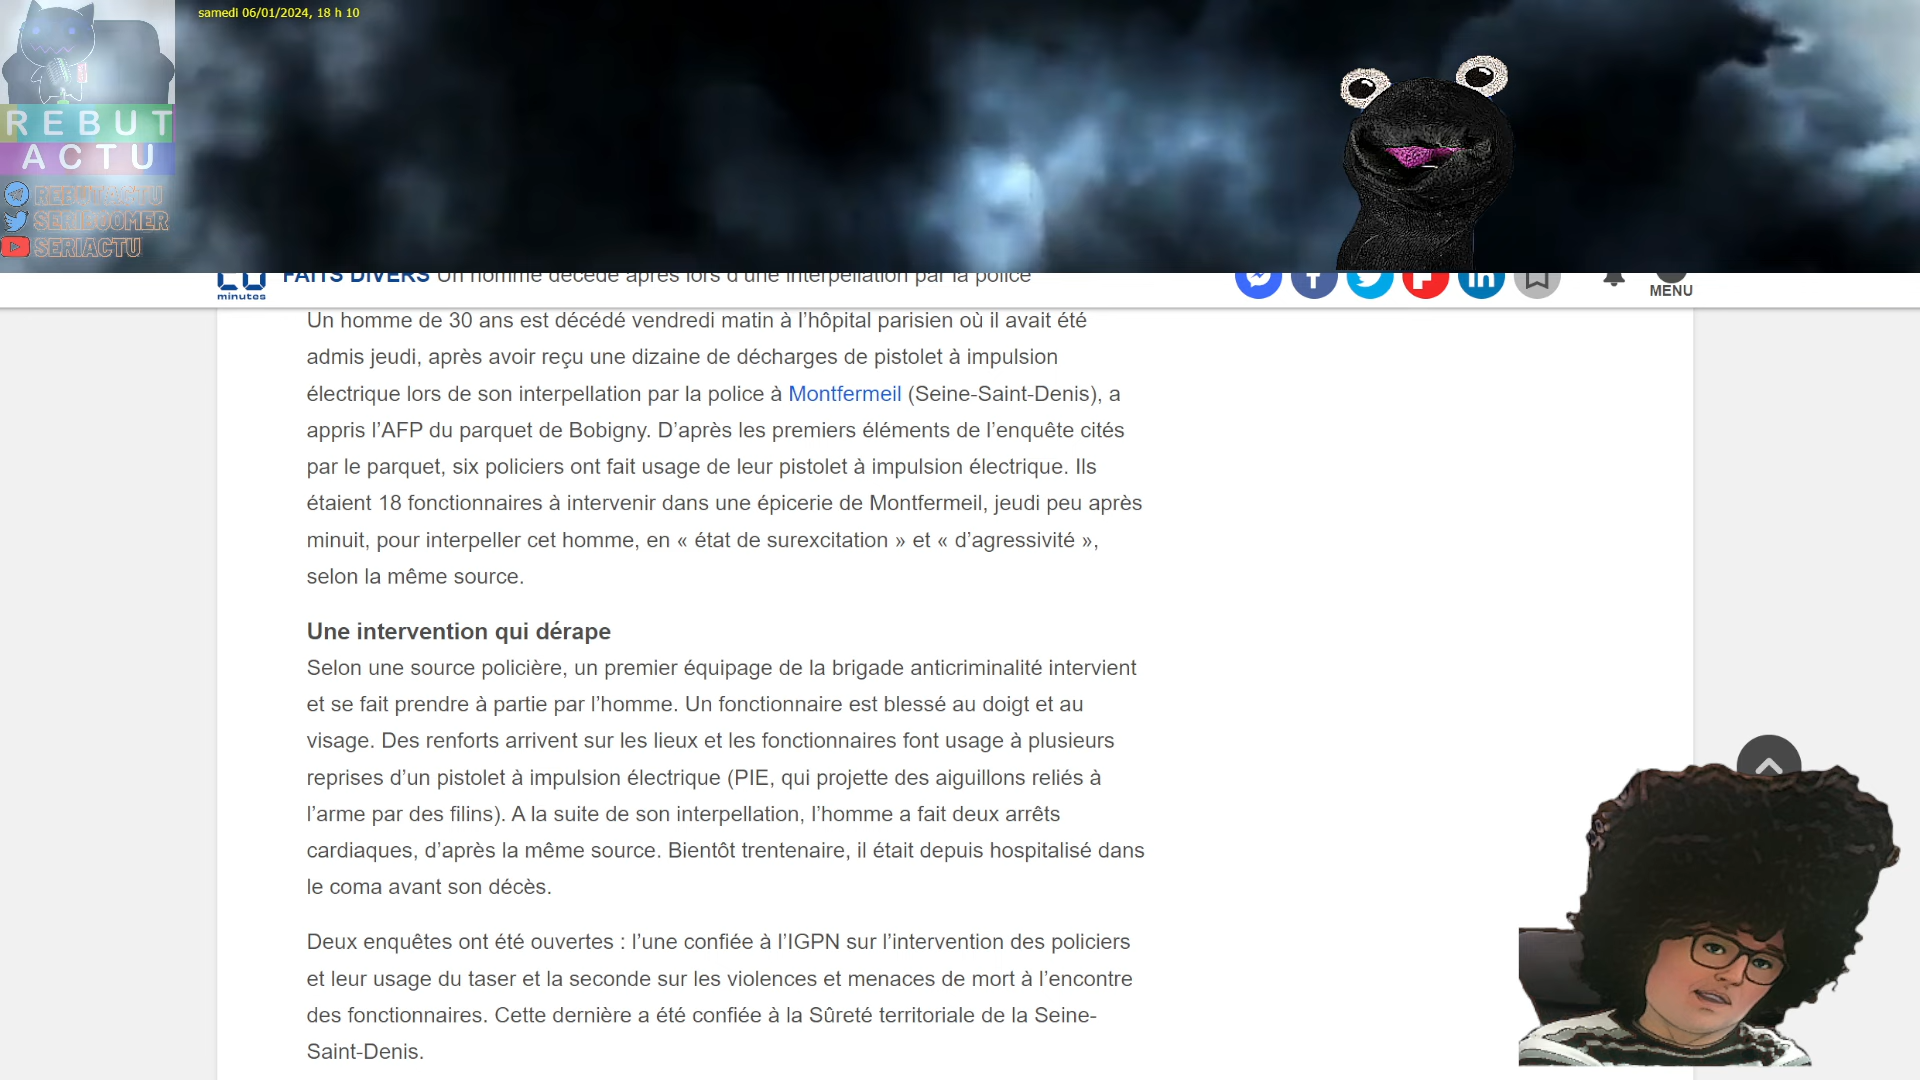 samedi 06/01/2024, 18 h 10
REBUT
ACTU
REBUT ACTU
SERIBOOMER
SERIACTU
20
minutes
FAITS DIVERS Un homme décédé après lors d'une interpellation par la police
MENU
Un homme de 30 ans est décédé vendredi matin à l'hôpital parisien où il avait été
admis jeudi, après avoir reçu une dizaine de décharges de pistolet à impulsion
électrique lors de son interpellation par la police à Montfermeil (Seine-Saint-Denis), a
appris l'AFP du parquet de Bobigny. D'après les premiers éléments de l'enquête cités
par le parquet, six policiers ont fait usage de leur pistolet à impulsion électrique. Ils
étaient 18 fonctionnaires à intervenir dans une épicerie de Montfermeil, jeudi peu après
minuit, pour interpeller cet homme, en « état de surexcitation » et « d'agressivité »,
selon la même source.
Une intervention qui dérape
Selon une source policière, un premier équipage de la brigade anticriminalité intervient
et se fait prendre à partie par l'homme. Un fonctionnaire est blessé au doigt et au
visage. Des renforts arrivent sur les lieux et les fonctionnaires font usage à plusieurs
reprises d'un pistolet à impulsion électrique (PIE, qui projette des aiguillons reliés à
l'arme par des filins). A la suite de son interpellation, l'homme a fait deux arrêts
cardiaques, d'après la même source. Bientôt trentenaire, il était depuis hospitalisé dans
le coma avant son décès.
Deux enquêtes ont été ouvertes : l'une confiée à l'IGPN sur l'intervention des policiers
et leur usage du taser et la seconde sur les violences et menaces de mort à l'encontre
des fonctionnaires. Cette dernière a été confiée à la Sûreté territoriale de la Seine-
Saint-Denis.